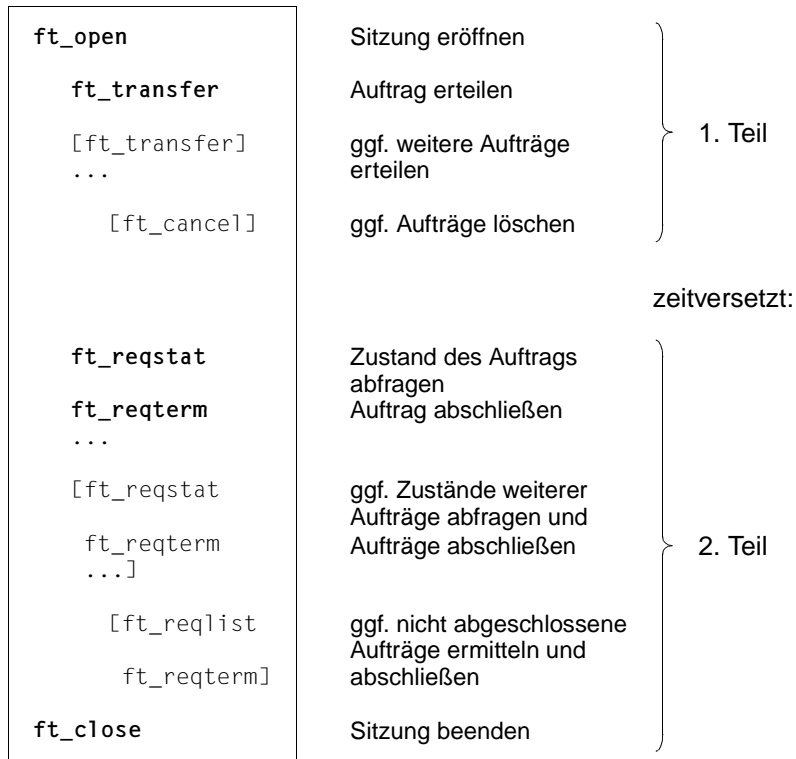 ft_open Sitzung eröffnen
ft_transfer Auftrag erteilen
[ft_transfer] ggf. weitere Aufträge
... erteilen
1. Teil
[ft_cancel] ggf. Aufträge löschen
zeitversetzt:
ft_reqstat Zustand des Auftrags
abfragen
ft_reqterm Auftrag abschließen
...
[ft_reqstat ggf. Zustände weiterer
Aufträge abfragen und
ft_reqterm Aufträge abschließen
...]
2. Teil
[ft_reqlist ggf. nicht abgeschlossene
Aufträge ermitteln und
ft_reqterm] abschließen
ft_close Sitzung beenden